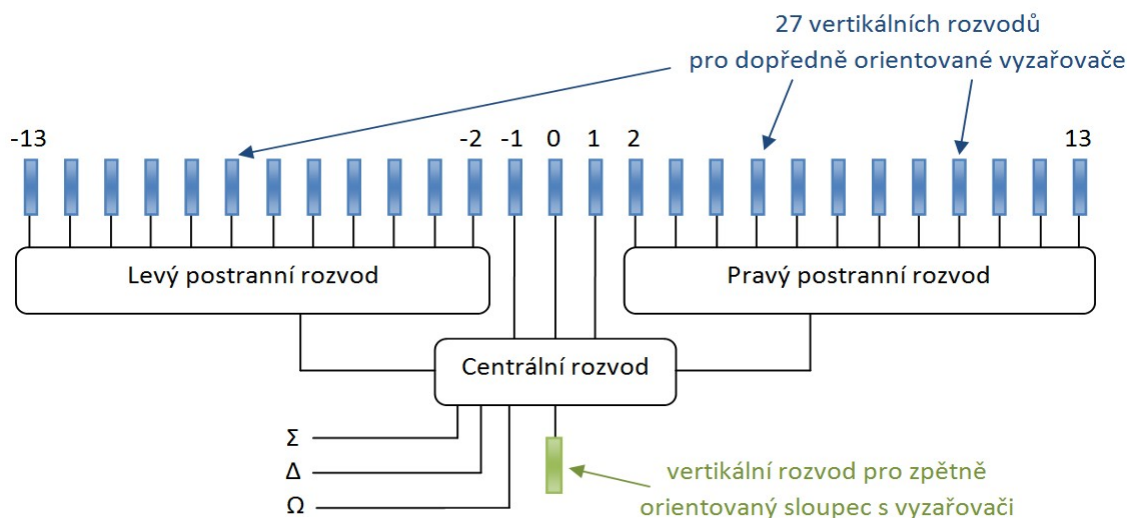 27 vertikálních rozvodů
pro dopředně orientované vyzařovače
-13 -2 -1 0 1 2 13
Levý postranní rozvod
Pravý postranní rozvod
Centrální rozvod
Σ
Δ
Ω
vertikální rozvod pro zpětně
orientovaný sloupec s vyzařovači